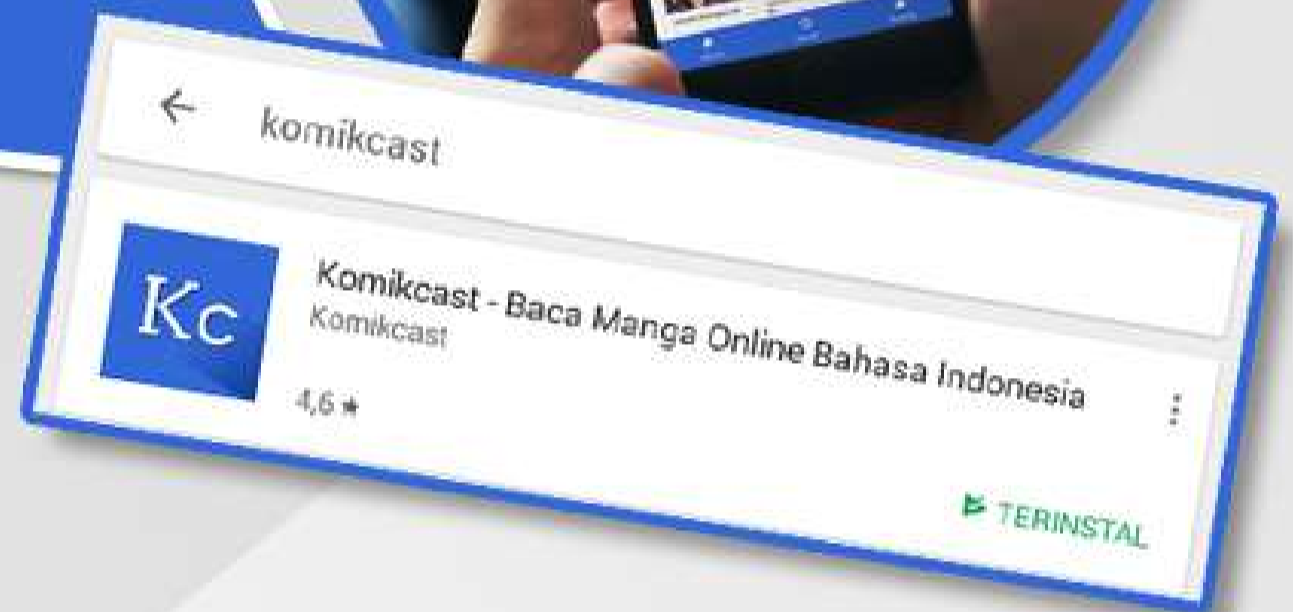 komikcast
Kc
Komikcast - Baca Manga Online Bahasa Indonesia
Komikcast
4,6 ★
TERINSTAL